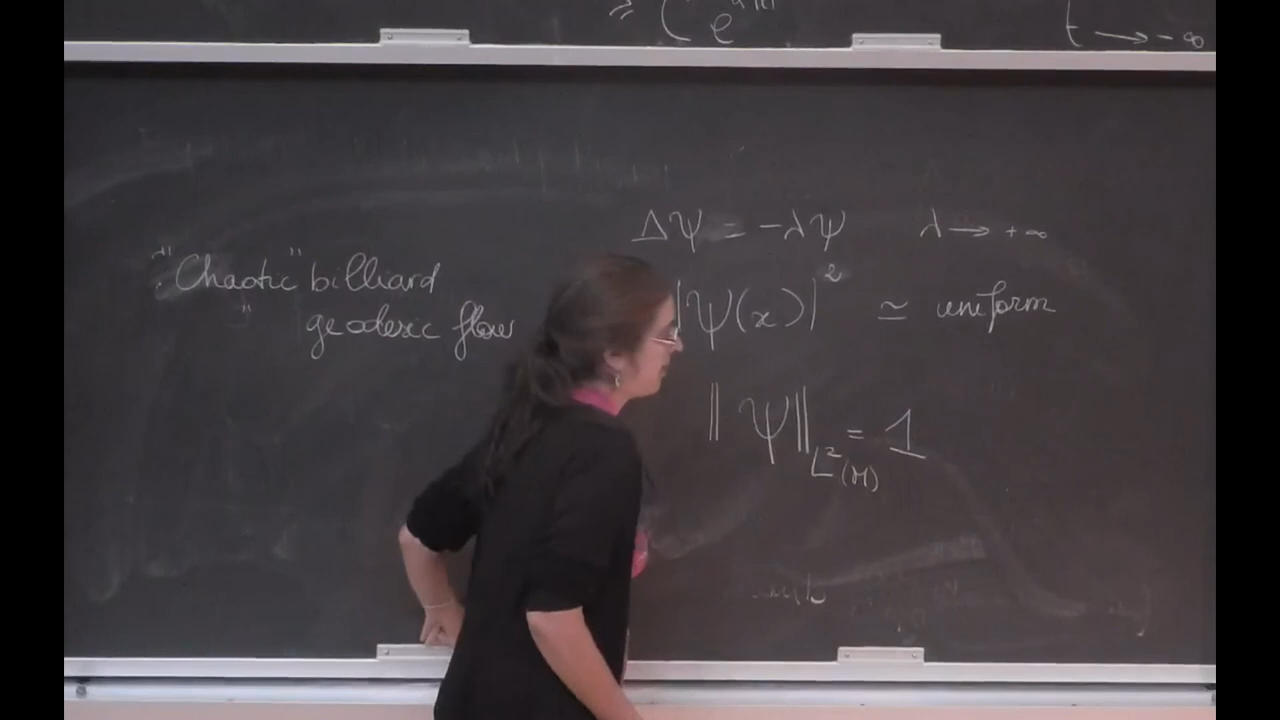 ≥ ( e^{d|t|}
t → -∞
Δψ = -λψ λ → +∞
"Chaotic" billiard
" geodesic flow
|ψ(x)|² ≃ uniform
‖ψ‖_{L²(M)} = 1